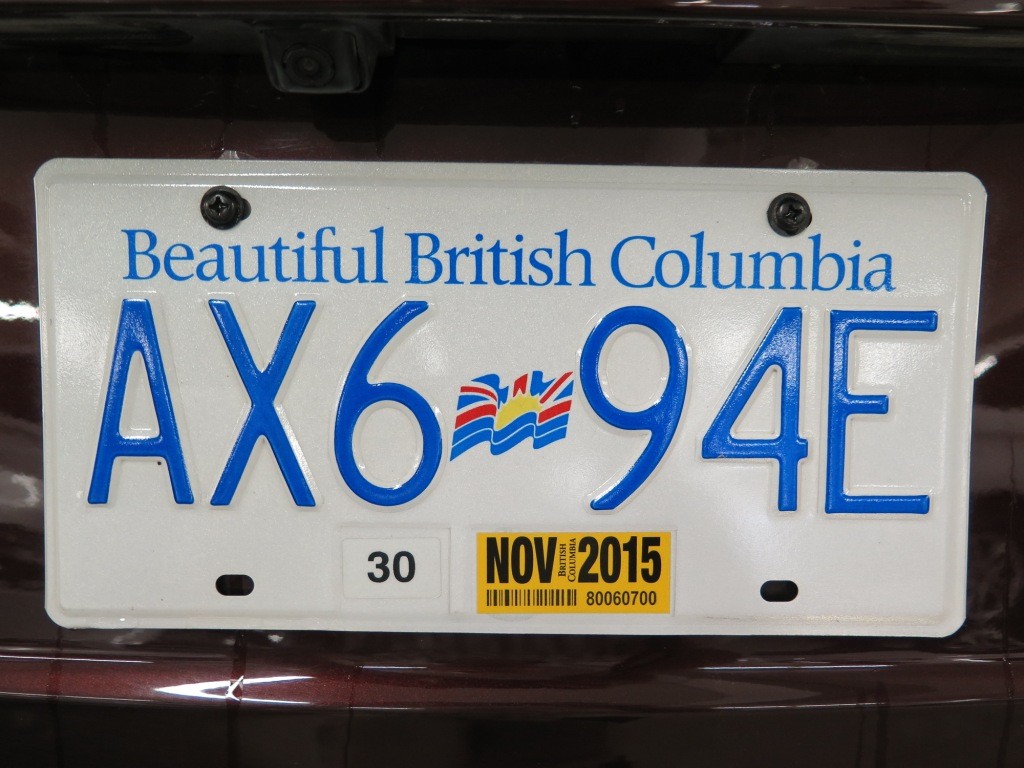 Beautiful British Columbia
AX6 94E
30
NOV BRITISH COLUMBIA 2015
80060700